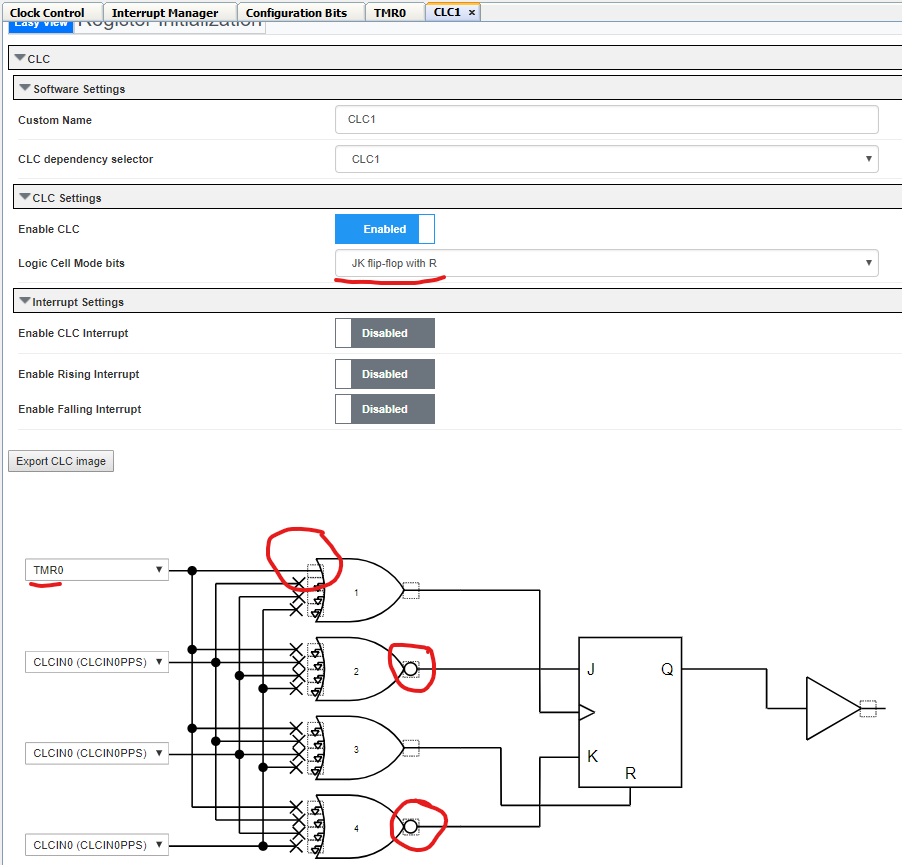 Clock Control Interrupt Manager Configuration Bits TMR0 CLC1 ×
Easy View Register Initialization
CLC
Software Settings
Custom Name CLC1
CLC dependency selector CLC1
CLC Settings
Enable CLC Enabled
Logic Cell Mode bits JK flip-flop with R
Interrupt Settings
Enable CLC Interrupt Disabled
Enable Rising Interrupt Disabled
Enable Falling Interrupt Disabled
Export CLC image
TMR0
1
CLCIN0 (CLCIN0PPS)
2
J Q
CLCIN0 (CLCIN0PPS)
3
K
R
CLCIN0 (CLCIN0PPS)
4